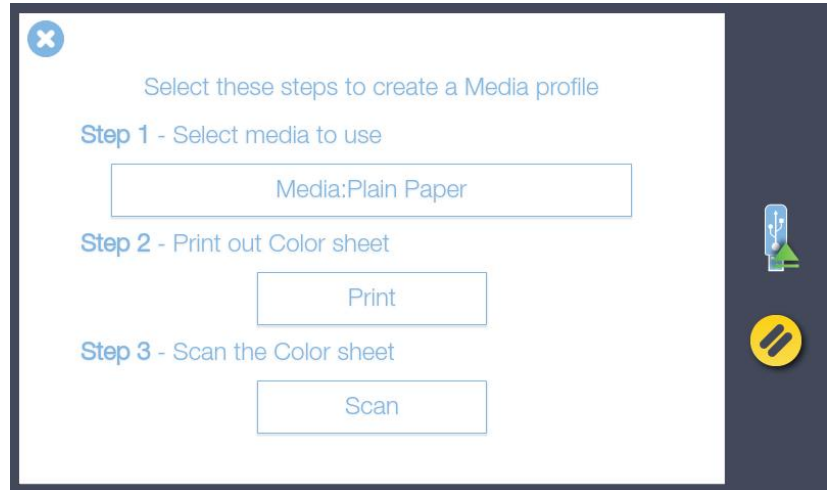 Select these steps to create a Media profile
Step 1 - Select media to use
Media:Plain Paper
Step 2 - Print out Color sheet
Print
Step 3 - Scan the Color sheet
Scan